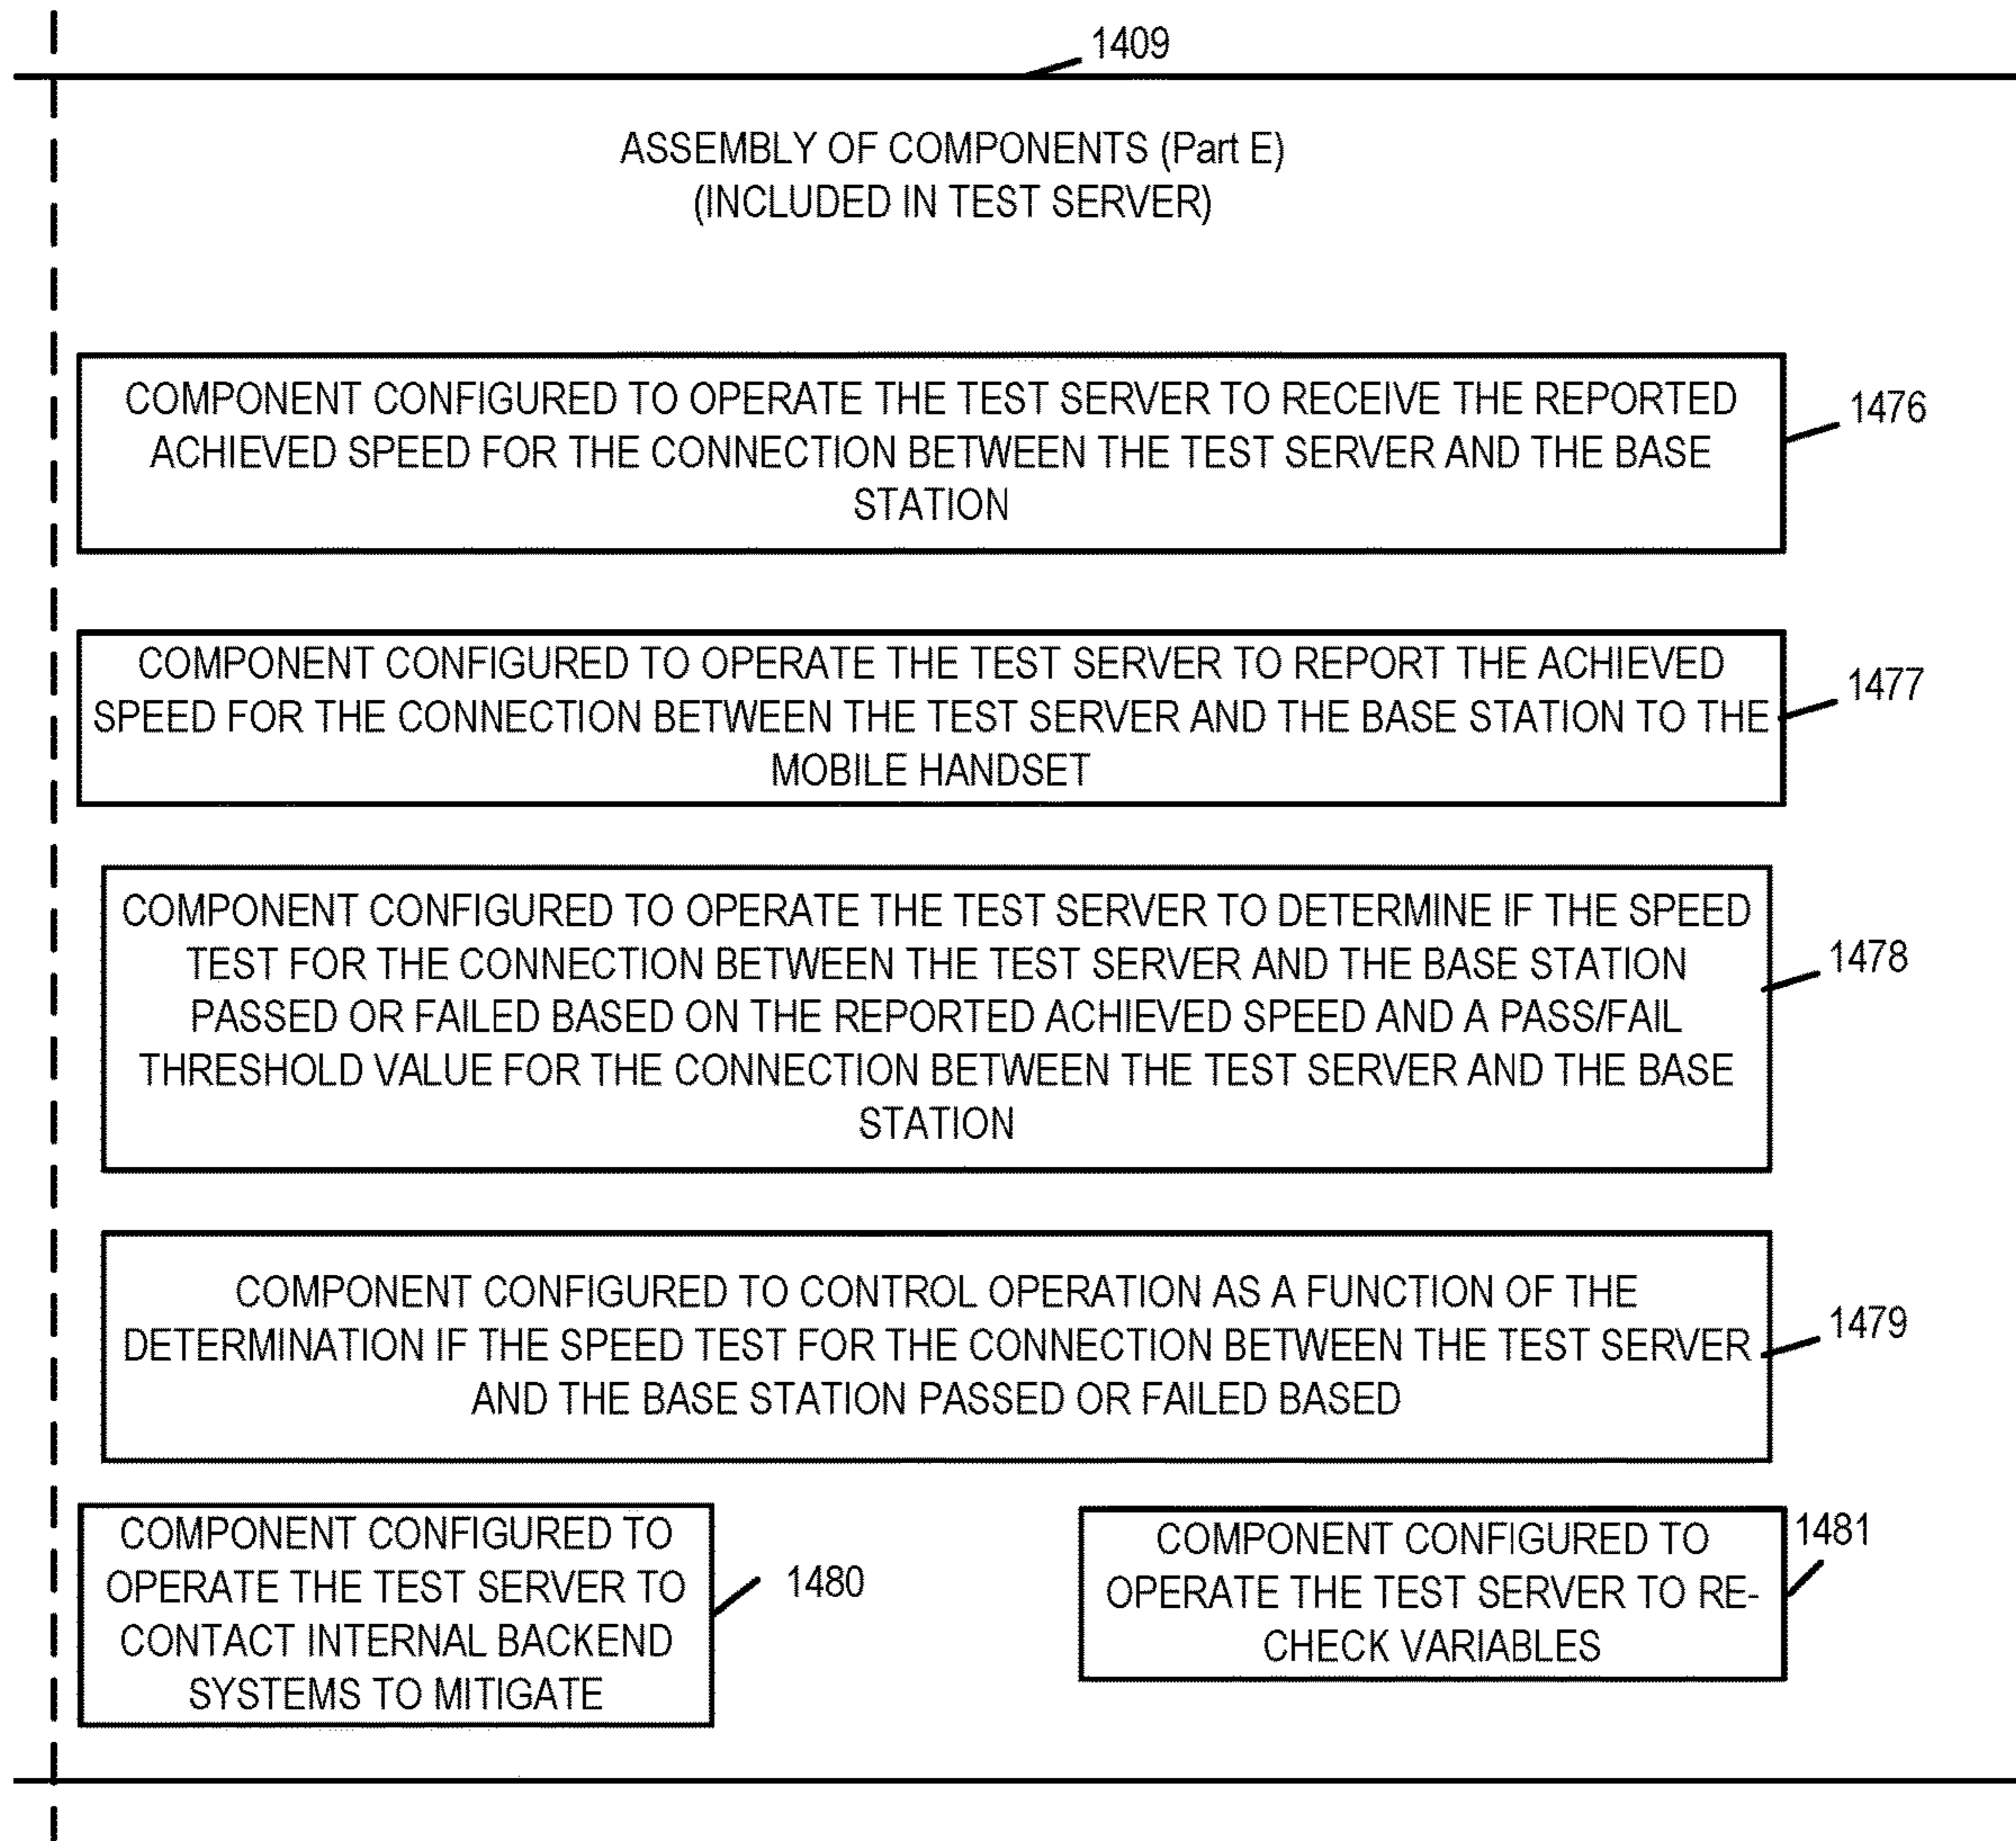 1409
ASSEMBLY OF COMPONENTS (Part E)
(INCLUDED IN TEST SERVER)
COMPONENT CONFIGURED TO OPERATE THE TEST SERVER TO RECEIVE THE REPORTED
ACHIEVED SPEED FOR THE CONNECTION BETWEEN THE TEST SERVER AND THE BASE
STATION
1476
COMPONENT CONFIGURED TO OPERATE THE TEST SERVER TO REPORT THE ACHIEVED
SPEED FOR THE CONNECTION BETWEEN THE TEST SERVER AND THE BASE STATION TO THE
MOBILE HANDSET
1477
COMPONENT CONFIGURED TO OPERATE THE TEST SERVER TO DETERMINE IF THE SPEED
TEST FOR THE CONNECTION BETWEEN THE TEST SERVER AND THE BASE STATION
PASSED OR FAILED BASED ON THE REPORTED ACHIEVED SPEED AND A PASS/FAIL
THRESHOLD VALUE FOR THE CONNECTION BETWEEN THE TEST SERVER AND THE BASE
STATION
1478
COMPONENT CONFIGURED TO CONTROL OPERATION AS A FUNCTION OF THE
DETERMINATION IF THE SPEED TEST FOR THE CONNECTION BETWEEN THE TEST SERVER
AND THE BASE STATION PASSED OR FAILED BASED
1479
COMPONENT CONFIGURED TO
OPERATE THE TEST SERVER TO
CONTACT INTERNAL BACKEND
SYSTEMS TO MITIGATE
1480
COMPONENT CONFIGURED TO
OPERATE THE TEST SERVER TO RE-
CHECK VARIABLES
1481